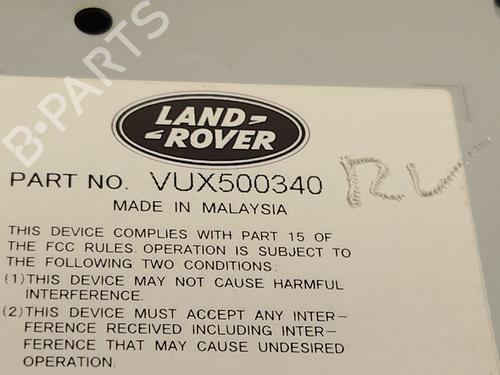 B-PARTS
LAND
ROVER
PART NO. VUX500340
RV
MADE IN MALAYSIA
THIS DEVICE COMPLIES WITH PART 15 OF
THE FCC RULES. OPERATION IS SUBJECT TO
THE FOLLOWING TWO CONDITIONS:
(1)THIS DEVICE MAY NOT CAUSE HARMFUL
INTERFERENCE.
(2)THIS DEVICE MUST ACCEPT ANY INTER-
FERENCE RECEIVED INCLUDING INTER-
FERENCE THAT MAY CAUSE UNDESIRED
OPERATION.